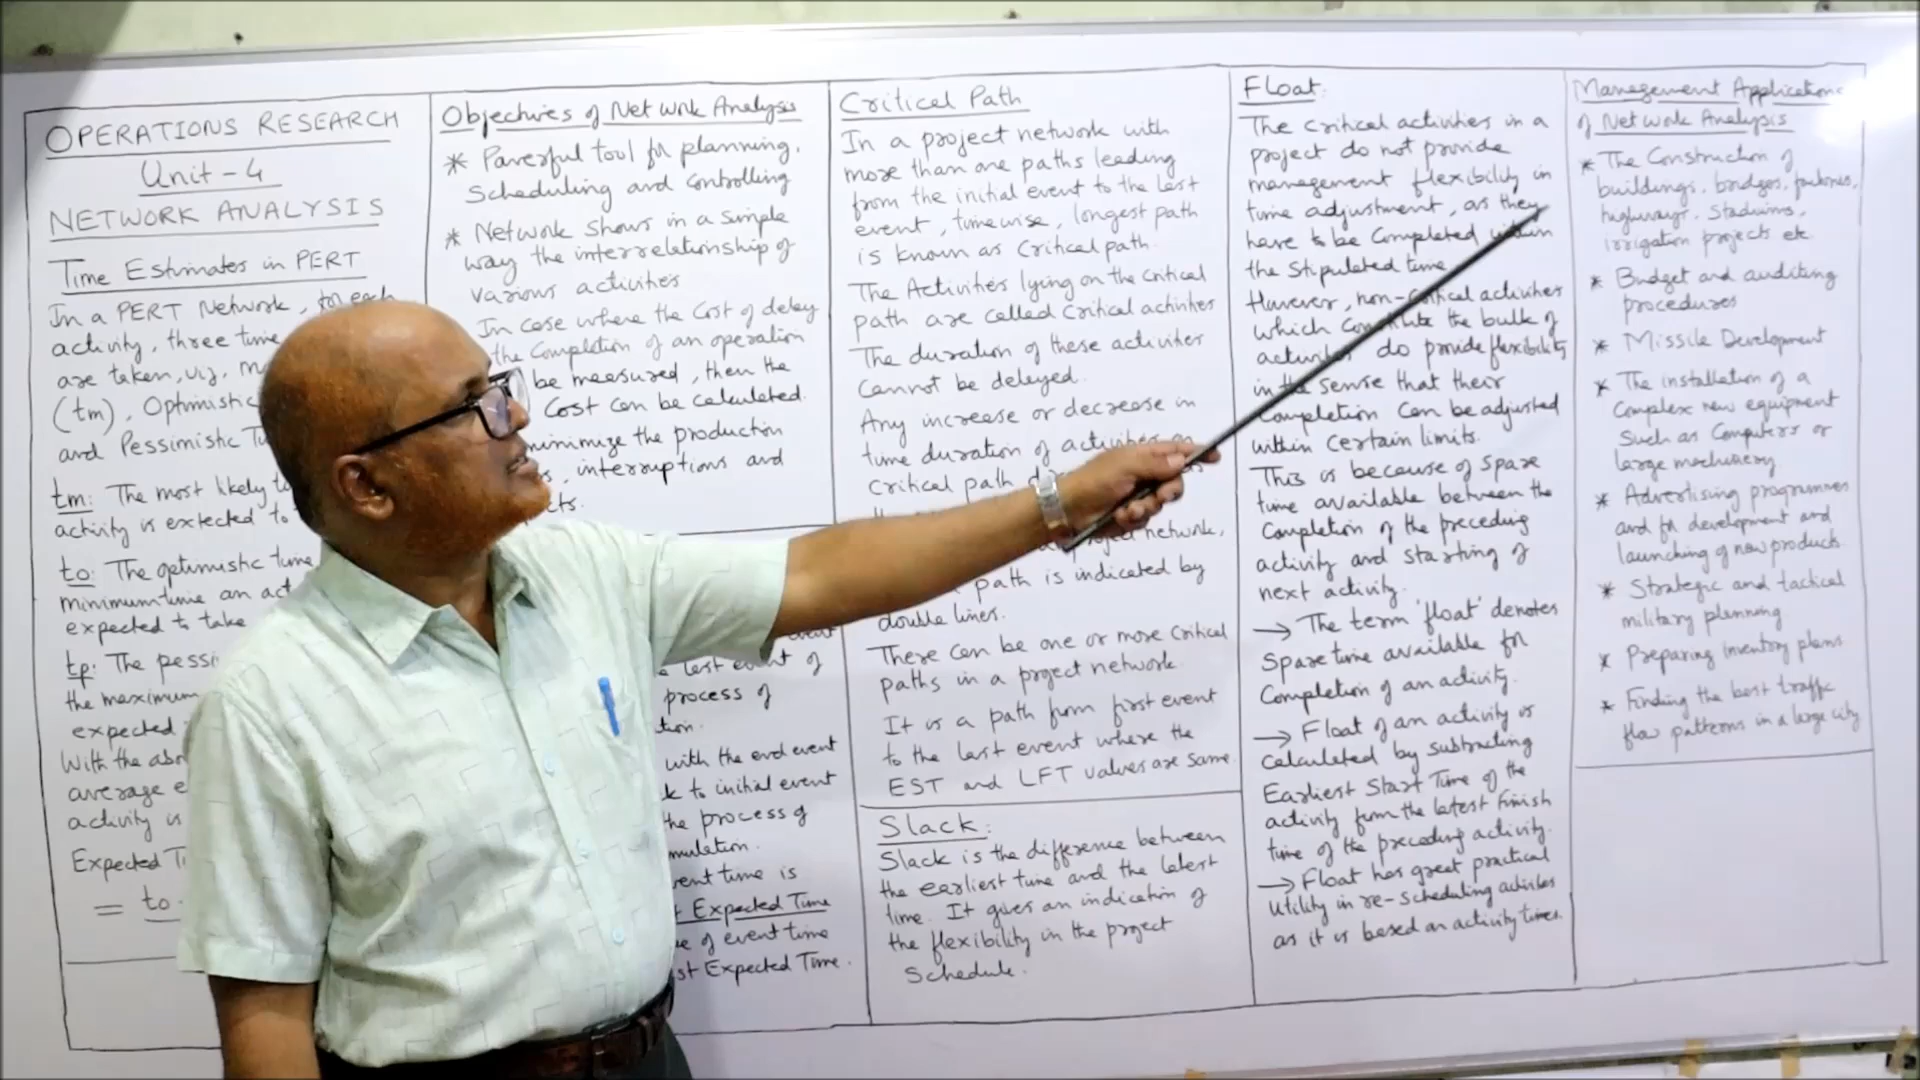 OPERATIONS RESEARCH
Unit-4
NETWORK ANALYSIS
Time Estimates in PERT
In a PERT Network, for each
activity, three time
are taken, viz,
(tm), Optimistic
and Pessimistic
tm: The most likely
activity is extected to
to: The optimistic time
minimum time an
expected to take
tp: The
the maximum
expected
With the
average
activity is
Expected
= to
Objectives of Network Analysis
* Powerful tool for planning,
Scheduling and Controlling
* Network shows in a simple
way the interrelationship of
various activities
In case where the Cost of delay
the Completion of an operation
be measured, then the
Cost can be calculated.
minimize the production
interruptions and
last event of
process of
with the end event
to initial event
process of
time is
Expected Time
of event time
Expected Time.
Critical Path
In a project network with
more than one paths leading
from the initial event to the last
event, timewise, longest path
is known as Critical path.
The Activities lying on the Critical
path are called Critical activities
The duration of these activities
Cannot be delayed.
Any increase or decrease in
time duration of activities on
Critical path
network,
path is indicated by
double lines.
There can be one or more Critical
paths in a project network.
It is a path from first event
to the last event where the
EST and LFT values are same.
Slack:
Slack is the difference between
the earliest time and the latest
time. It gives an indication of
the flexibility in the project
Schedule.
Float:
The critical activities in a
project do not provide
management flexibility in
time adjustment, as they
have to be Completed within
the stipulated time
However, non-critical activities
which constitute the bulk of
activities do provide flexibility
in the sense that their
Completion Can be adjusted
within Certain limits.
This is because of spare
time available between the
Completion of the preceding
activity and starting of
next activity.
→ The term 'float' denotes
Spare time available for
Completion of an activity.
→ Float of an activity is
Calculated by subtracting
Earliest Start Time of the
activity from the latest Finish
time of the preceding activity.
→ Float has great practical
Utility in re-scheduling activities
as it is based on activity times.
Management Applications
of Network Analysis
* The Construction of
buildings, bridges, factories,
highways, Stadiums,
irrigation projects etc
* Budget and auditing
procedures
* Missile Development
* The installation of a
Complex new equipment
Such as Computers or
large machinery
* Advertising programmes
and for development and
launching of new products.
* Strategic and tactical
military planning
* Preparing inventory plans
* Finding the best traffic
flow patterns in a large city